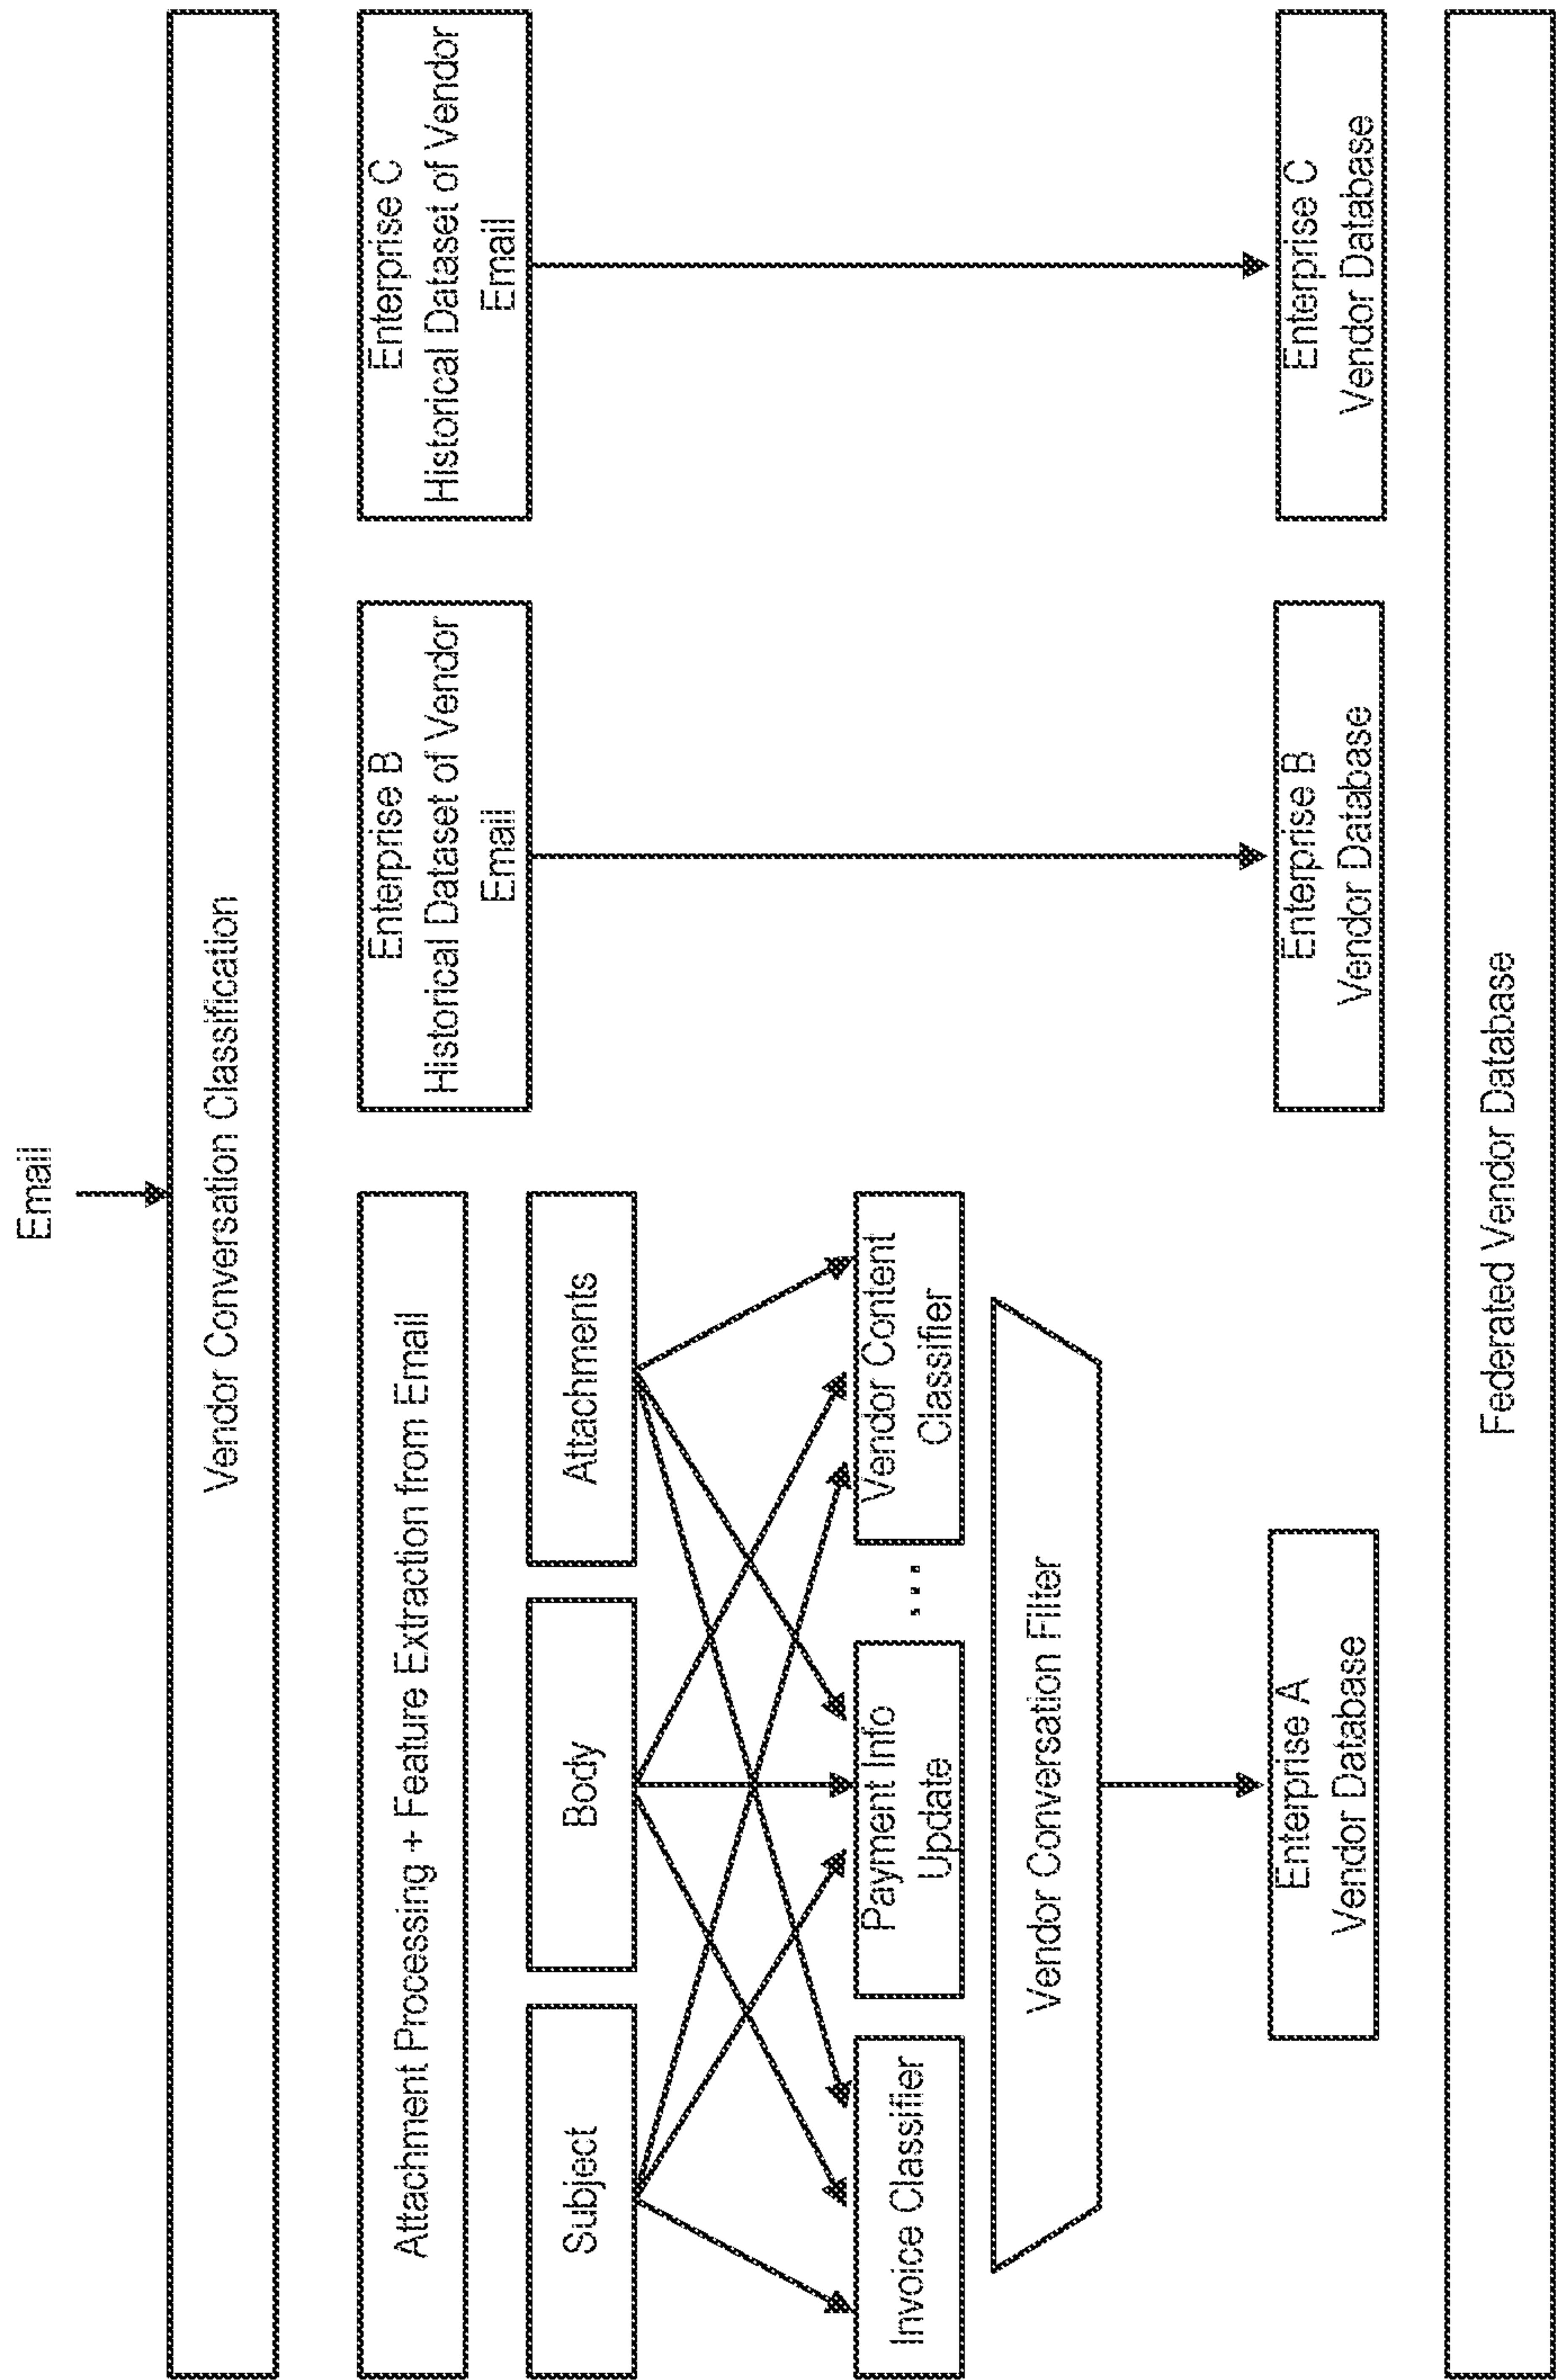 Email
Vendor Conversation Classification
Attachment Processing + Feature Extraction from Email
Subject
Body
Attachments
Invoice Classifier
Payment Info
Update
...
Vendor Content
Classifier
Vendor Conversation Filter
Enterprise A
Vendor Database
Enterprise B
Historical Dataset of Vendor
Email
Enterprise B
Vendor Database
Enterprise C
Historical Dataset of Vendor
Email
Enterprise C
Vendor Database
Federated Vendor Database